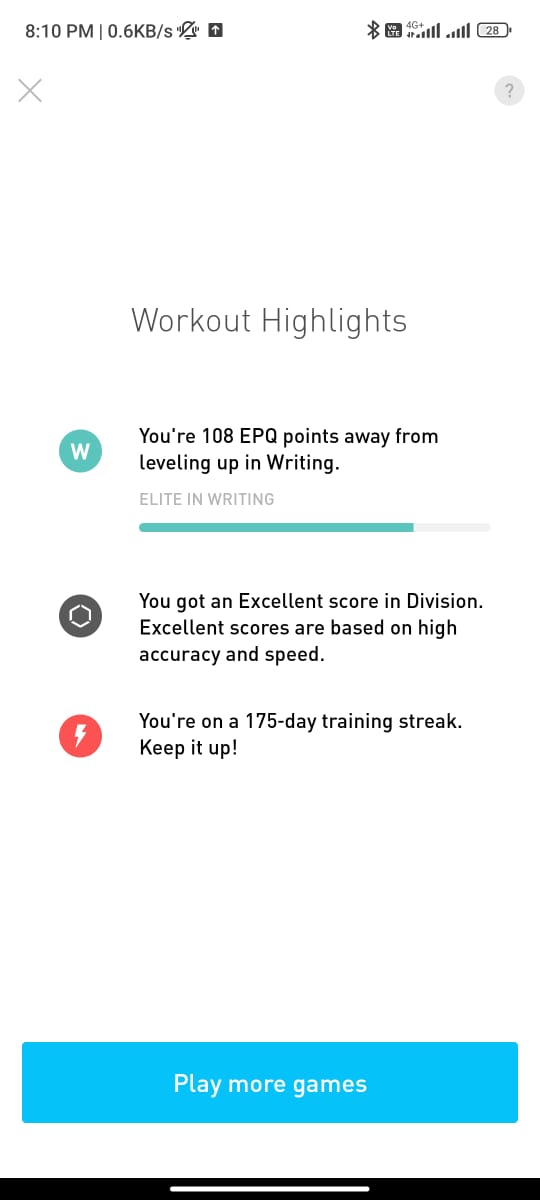 8:10 PM | 0.6KB/s
Vo LTE 4G+ 28
?
Workout Highlights
W
You're 108 EPQ points away from
leveling up in Writing.
ELITE IN WRITING
You got an Excellent score in Division.
Excellent scores are based on high
accuracy and speed.
You're on a 175-day training streak.
Keep it up!
Play more games